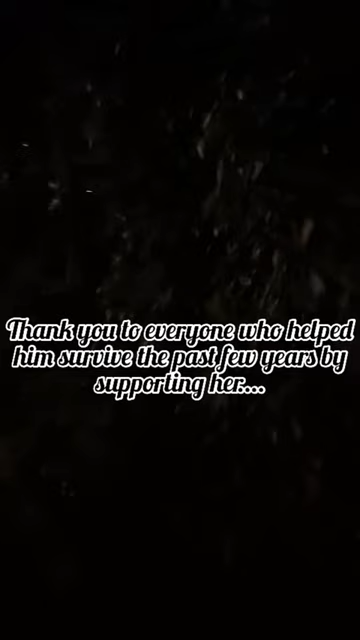 Thank you to everyone who helped
him survive the past few years by
supporting her....